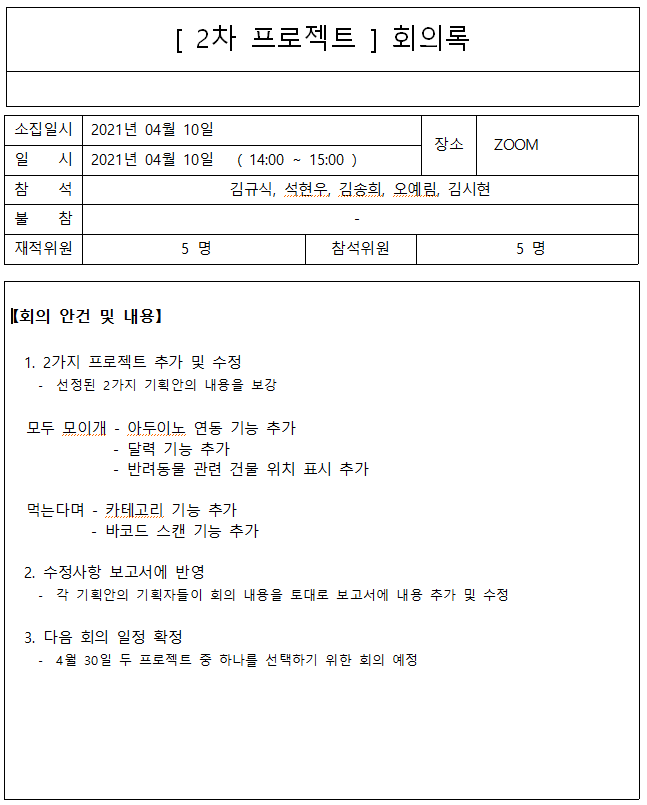 [ 2차 프로젝트 ] 회의록
소집일시 2021년 04월 10일 장소 ZOOM
일 시 2021년 04월 10일 ( 14:00 ~ 15:00 )
참 석 김규식, 석현우, 김송희, 오예림, 김시현
불 참 -
재적위원 5 명 참석위원 5 명
【회의 안건 및 내용】
1. 2가지 프로젝트 추가 및 수정
- 선정된 2가지 기획안의 내용을 보강
모두 모이개 - 아두이노 연동 기능 추가
- 달력 기능 추가
- 반려동물 관련 건물 위치 표시 추가
먹는다며 - 카테고리 기능 추가
- 바코드 스캔 기능 추가
2. 수정사항 보고서에 반영
- 각 기획안의 기획자들이 회의 내용을 토대로 보고서에 내용 추가 및 수정
3. 다음 회의 일정 확정
- 4월 30일 두 프로젝트 중 하나를 선택하기 위한 회의 예정